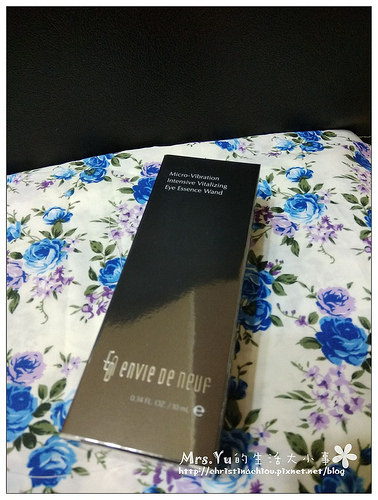 Micro-Vibration
Intensive Vitalizing
Eye Essence Wand
envie de neuf
0.34 FL. OZ. / 10 mL e
Mrs.Yu的生活大小事
http://christinachiou.pixnet.net/blog